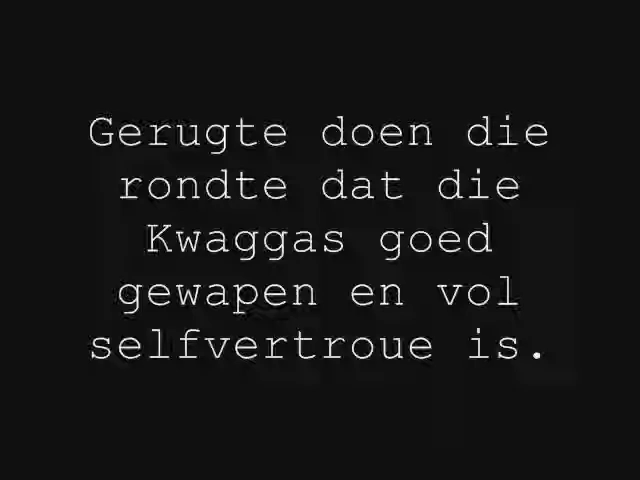 Gerugte doen die
rondte dat die
Kwaggas goed
gewapen en vol
selfvertroue is.